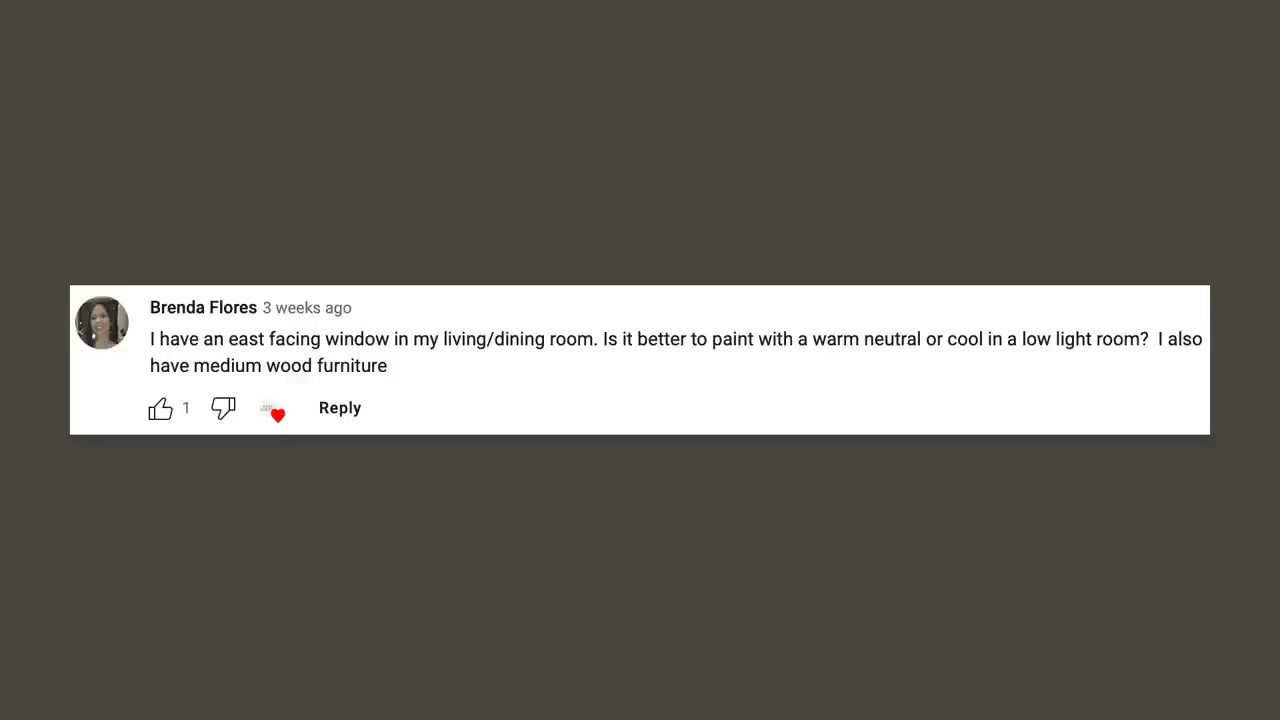 Brenda Flores 3 weeks ago
I have an east facing window in my living/dining room. Is it better to paint with a warm neutral or cool in a low light room?  I also
have medium wood furniture
1 Reply